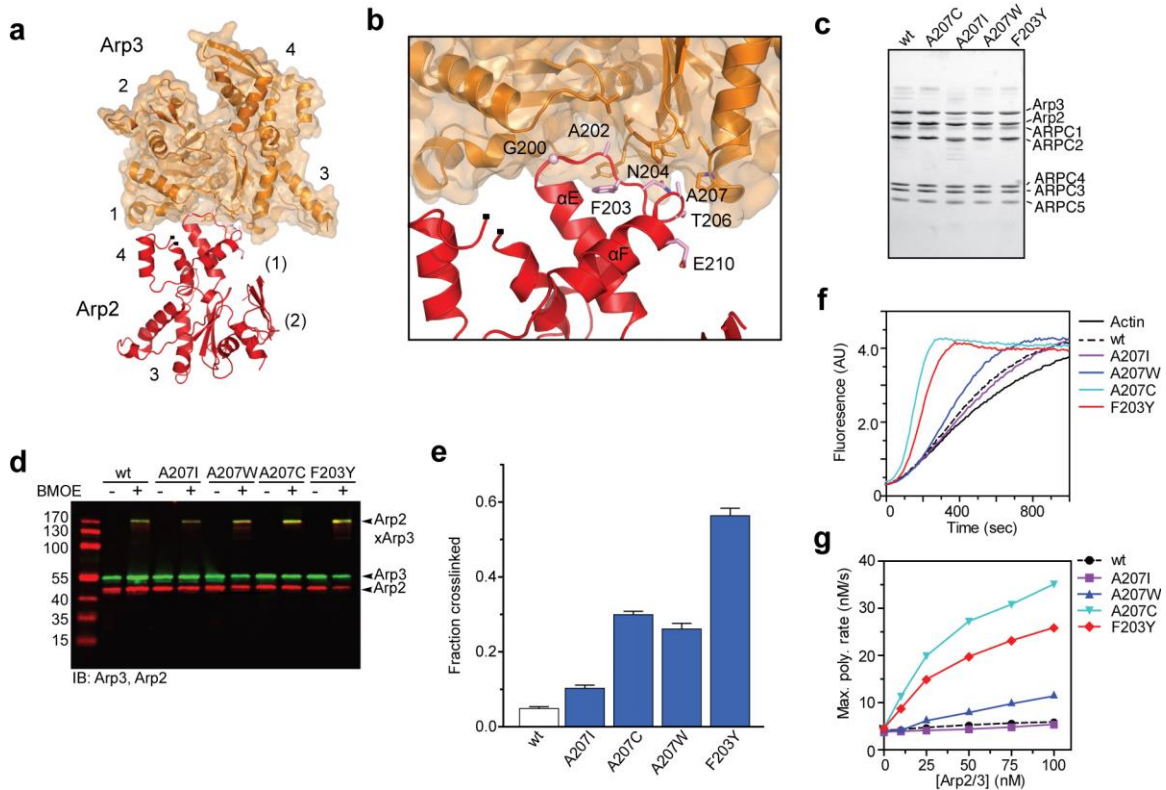 a
Arp3
4
2
3
1
4
(1)
Arp2
(2)
3
b
A202
G200
N204
αE
A207
F203
T206
αF
E210
c
wt
A207C
A207I
A207W
F203Y
Arp3
Arp2
ARPC1
ARPC2
ARPC4
ARPC3
ARPC5
d
wt A207I A207W A207C F203Y
BMOE - + - + - + - + - +
170
130
100
55
40
35
15
Arp2
xArp3
Arp3
Arp2
IB: Arp3, Arp2
e
Fraction crosslinked
0.6
0.4
0.2
0.0
wt
A207I
A207C
A207W
F203Y
f
Fluoresence (AU)
4.0
2.0
0
0 400 800
Time (sec)
Actin
wt
A207I
A207W
A207C
F203Y
g
Max. poly. rate (nM/s)
40
30
20
10
0
0 25 50 75 100
[Arp2/3] (nM)
wt
A207I
A207W
A207C
F203Y